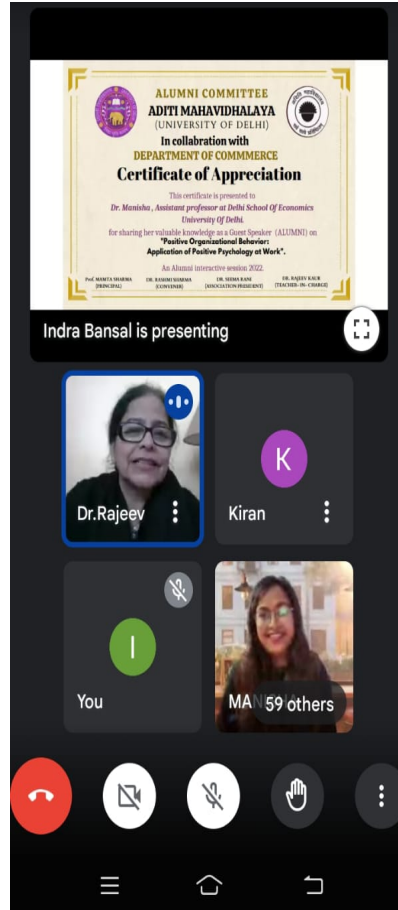 ALUMNI COMMITTEE
ADITI MAHAVIDHALAYA
(UNIVERSITY OF DELHI)
In collabration with
DEPARTMENT OF COMMMERCE
Certificate of Appreciation
This certificate is presented to
Dr. Manisha , Assistant professor at Delhi School Of Economics
University Of Delhi.
for sharing her valuable knowledge as a Guest Speaker (ALUMNI) on
"Positive Organizational Behavior:
Application of Positive Psychology at Work".
An Alumni interactive session 2022.
Prof. MAMTA SHARMA DR. RASHMI SHARMA DR. SHIMA RANI DR. RAJEEV KAUR
(PRINCIPAL) (CONVENER) (ASSOCIATION PRESIDENT) (TEACHER- IN- CHARGE)
Indra Bansal is presenting
K
Dr.Rajeev
Kiran
I
You
MA 59 others